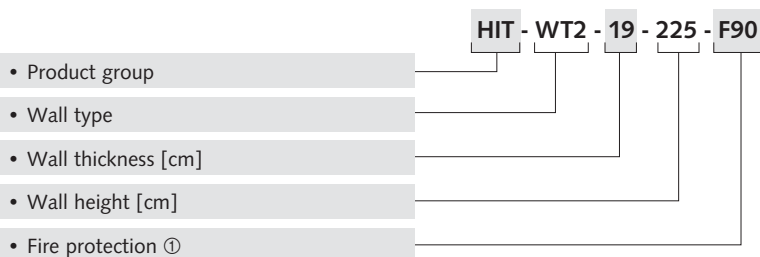 HIT - WT2 - 19 - 225 - F90
• Product group
• Wall type
• Wall thickness [cm]
• Wall height [cm]
• Fire protection ①